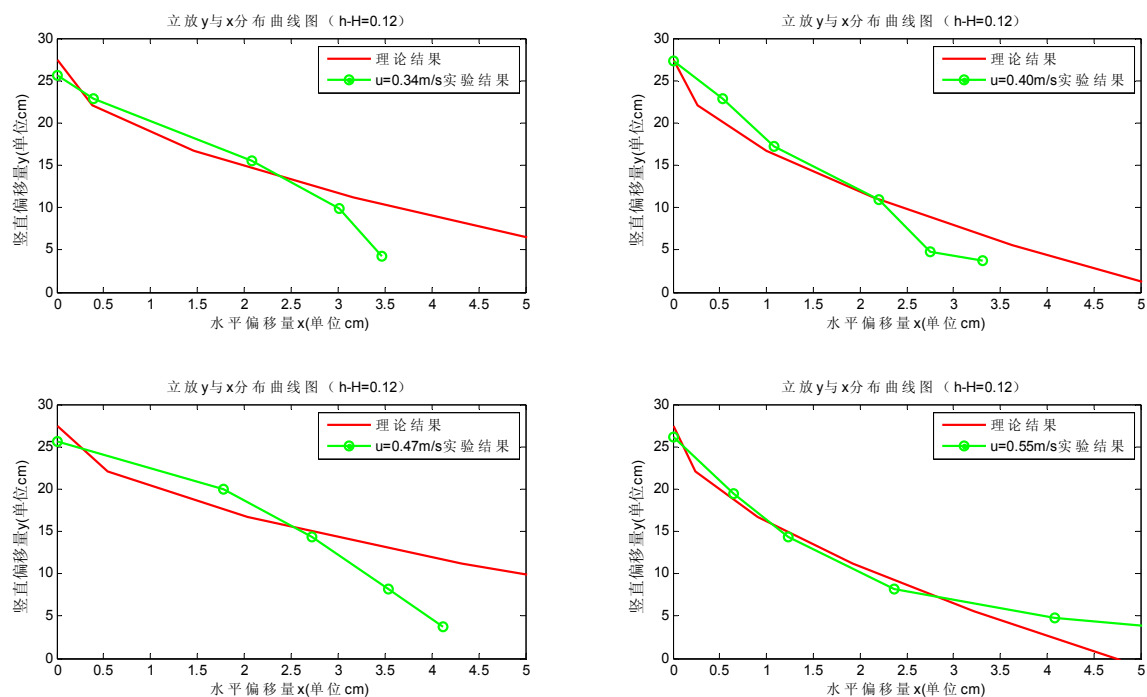 立放y与x分布曲线图（h-H=0.12）
30
25
20
15
10
5
0
竖直偏移量y(单位cm)
理论结果
u=0.34m/s实验结果
0 0.5 1 1.5 2 2.5 3 3.5 4 4.5 5
水平偏移量x(单位cm)
立放y与x分布曲线图（h-H=0.12）
30
25
20
15
10
5
0
竖直偏移量y(单位cm)
理论结果
u=0.40m/s实验结果
0 0.5 1 1.5 2 2.5 3 3.5 4 4.5 5
水平偏移量x(单位cm)
立放y与x分布曲线图（h-H=0.12）
30
25
20
15
10
5
0
竖直偏移量y(单位cm)
理论结果
u=0.47m/s实验结果
0 0.5 1 1.5 2 2.5 3 3.5 4 4.5 5
水平偏移量x(单位cm)
立放y与x分布曲线图（h-H=0.12）
30
25
20
15
10
5
0
竖直偏移量y(单位cm)
理论结果
u=0.55m/s实验结果
0 0.5 1 1.5 2 2.5 3 3.5 4 4.5 5
水平偏移量x(单位cm)